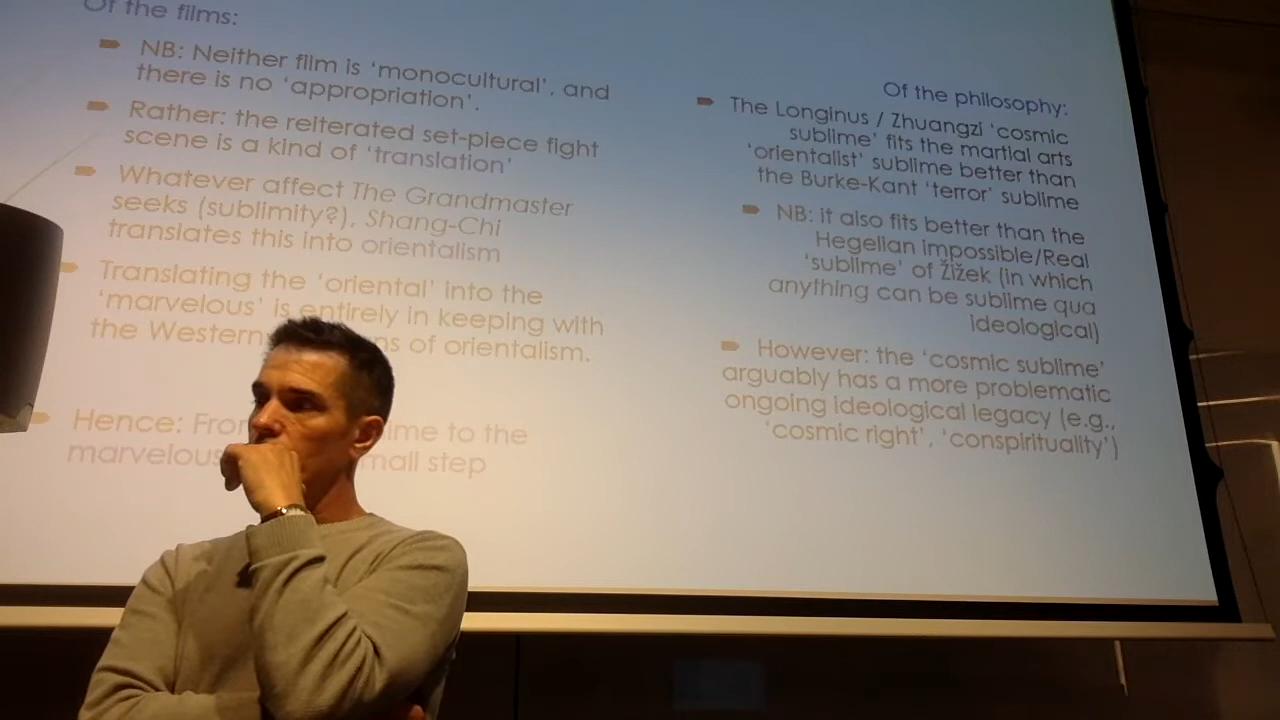 Of the films:
NB: Neither film is 'monocultural', and
there is no 'appropriation'.
Rather: the reiterated set-piece fight
scene is a kind of 'translation'
Whatever affect The Grandmaster
seeks (sublimity?), Shang-Chi
translates this into orientalism
Translating the 'oriental' into the
'marvelous' is entirely in keeping with
the Western of orientalism.
Hence: to the
marvelous small step
Of the philosophy:
The Longinus / Zhuangzi 'cosmic
sublime' fits the martial arts
'orientalist' sublime better than
the Burke-Kant 'terror' sublime
NB: it also fits better than the
Hegelian impossible/Real
'sublime' of Žižek (in which
anything can be sublime qua
ideological)
However: the 'cosmic sublime'
arguably has a more problematic
ongoing ideological legacy (e.g.,
'cosmic right', 'conspirituality')